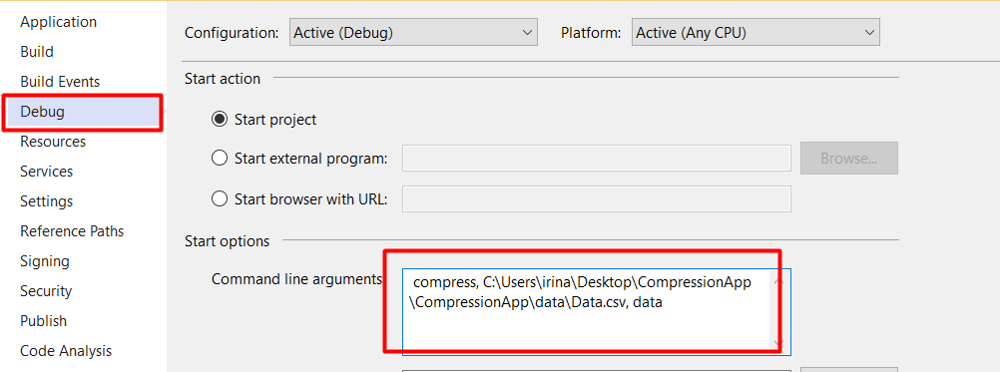 Application
Build
Build Events
Debug
Resources
Services
Settings
Reference Paths
Signing
Security
Publish
Code Analysis
Configuration: Active (Debug) Platform: Active (Any CPU)
Start action
Start project
Start external program: Browse...
Start browser with URL:
Start options
Command line arguments
compress, C:\Users\irina\Desktop\CompressionApp
\CompressionApp\data\Data.csv, data